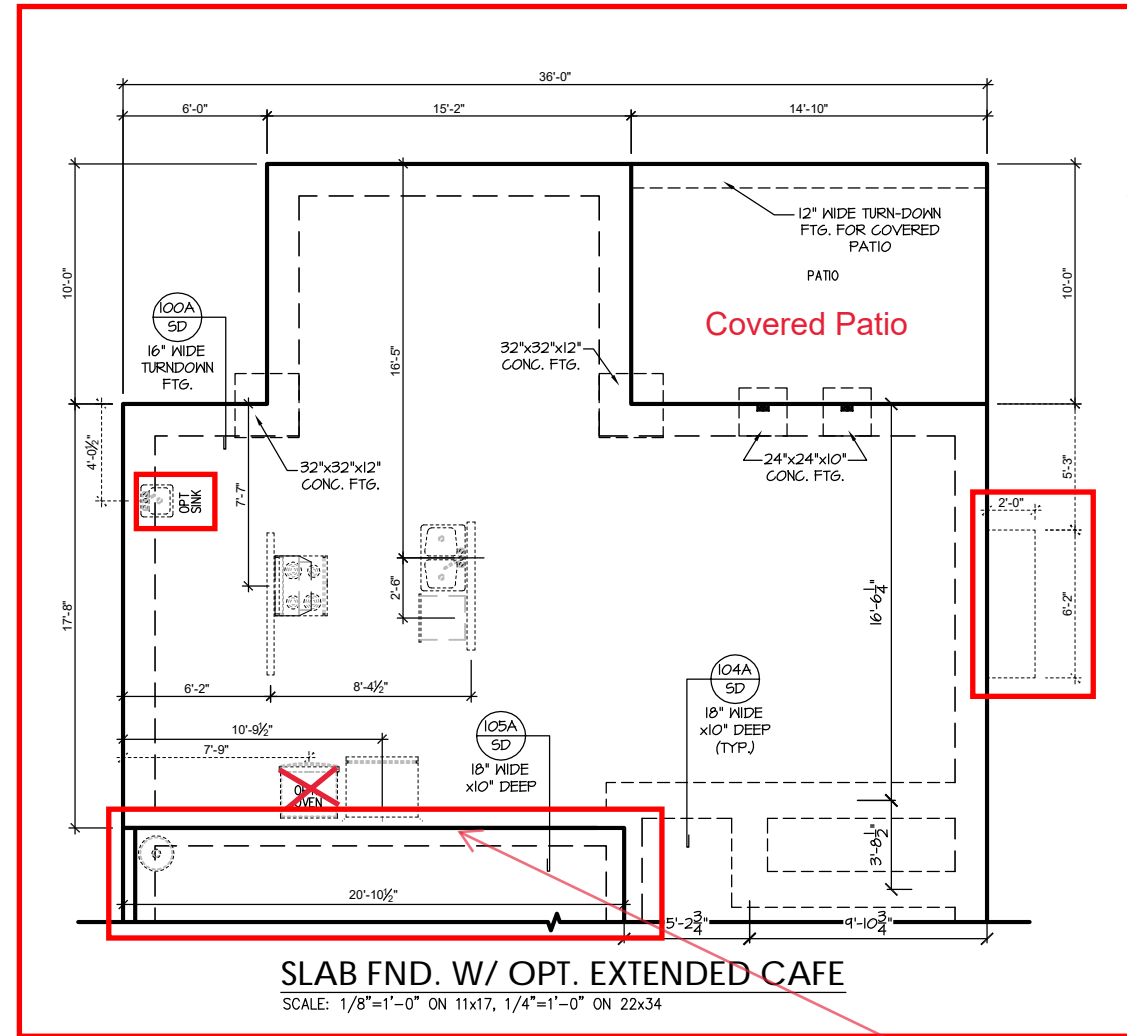 36'-0"
6'-0"
15'-2"
14'-10"
12" WIDE TURN-DOWN
FTG. FOR COVERED
PATIO
PATIO
Covered Patio
10'-0"
10'-0"
100A
SD
16" WIDE
TURNDOWN
FTG.
16'-5"
32"x32"x12"
CONC. FTG.
4'-0½"
OPT
SINK
32"x32"x12"
CONC. FTG.
7'-7"
24"x24"x10"
CONC. FTG.
5'-3"
2'-0"
6'-2"
2'-6"
16'-6¼"
17'-8"
6'-2"
8'-4½"
104A
SD
18" WIDE
x10" DEEP
(TYP.)
10'-9½"
7'-9"
105A
SD
18" WIDE
x10" DEEP
OPT
OVEN
3'-8½"
20'-10½"
5'-2¾"
9'-10¾"
SLAB FND. W/ OPT. EXTENDED CAFE
SCALE: 1/8"=1'-0" ON 11x17, 1/4"=1'-0" ON 22x34